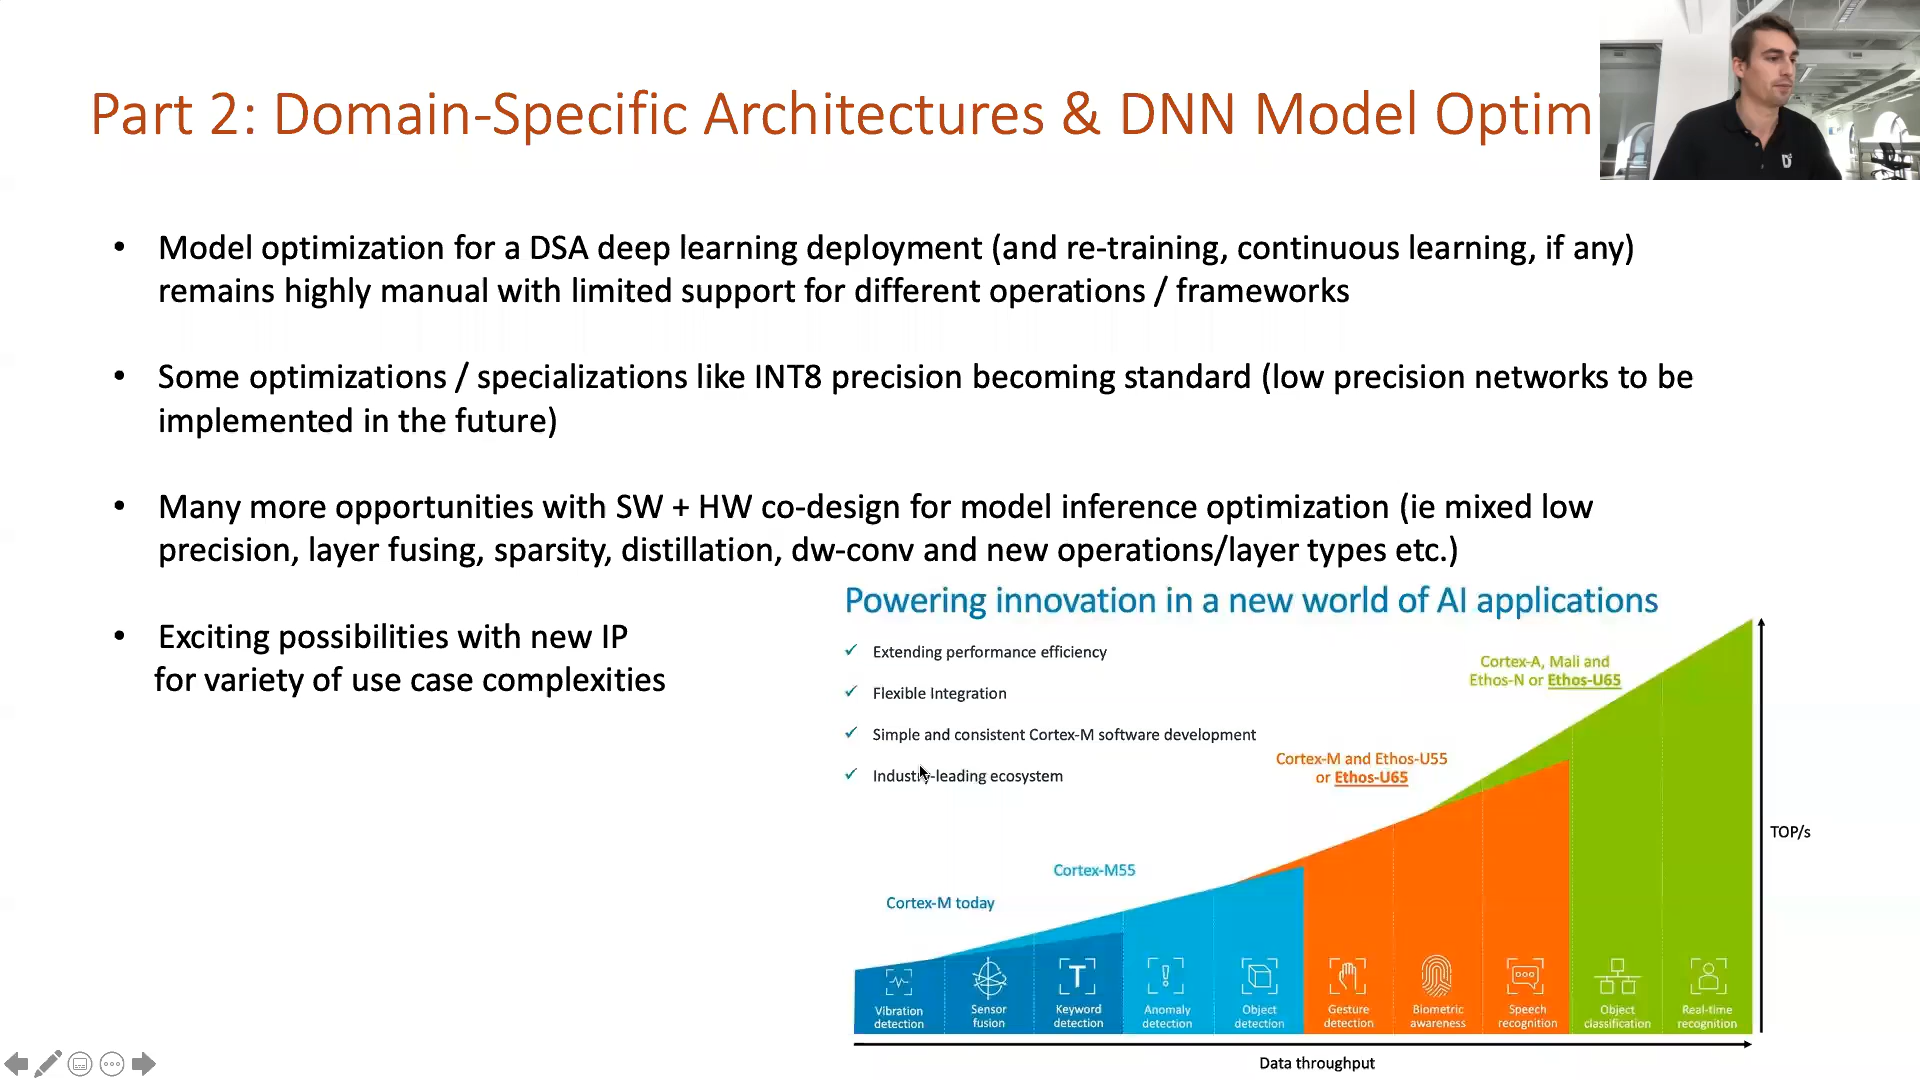 Part 2: Domain-Specific Architectures & DNN Model Optim
Model optimization for a DSA deep learning deployment (and re-training, continuous learning, if any)
remains highly manual with limited support for different operations / frameworks
Some optimizations / specializations like INT8 precision becoming standard (low precision networks to be
implemented in the future)
Many more opportunities with SW + HW co-design for model inference optimization (ie mixed low
precision, layer fusing, sparsity, distillation, dw-conv and new operations/layer types etc.)
Exciting possibilities with new IP
for variety of use case complexities
Powering innovation in a new world of AI applications
Extending performance efficiency
Flexible Integration
Simple and consistent Cortex-M software development
Industry-leading ecosystem
Cortex-A, Mali and
Ethos-N or Ethos-U65
Cortex-M and Ethos-U55
or Ethos-U65
Cortex-M55
Cortex-M today
TOP/s
Vibration
detection
Sensor
fusion
T
Keyword
detection
Anomaly
detection
Object
detection
Gesture
detection
Biometric
awareness
Speech
recognition
Object
classification
Real-time
recognition
Data throughput